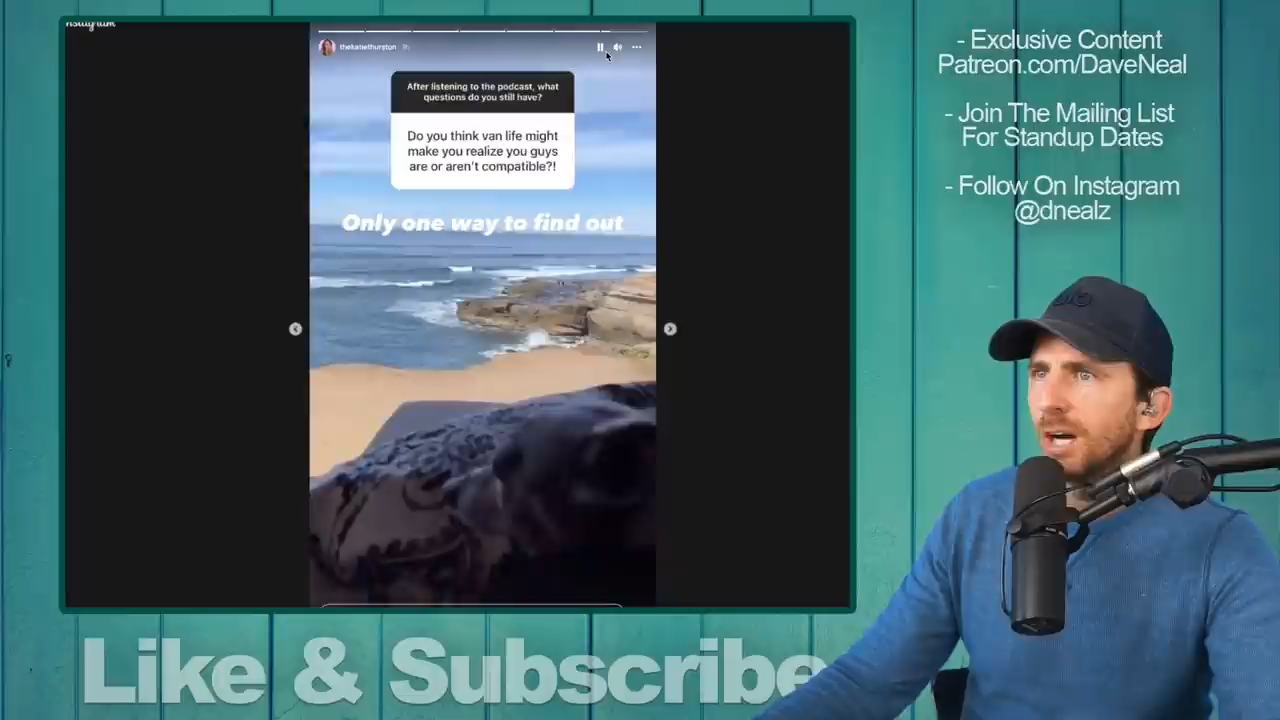 Instagram
thekatiethurston
After listening to the podcast, what
questions do you still have?
Do you think van life might
make you realize you guys
are or aren't compatible?!
Only one way to find out
- Exclusive Content
Patreon.com/DaveNeal
- Join The Mailing List
For Standup Dates
- Follow On Instagram
@dnealz
Like & Subscribe